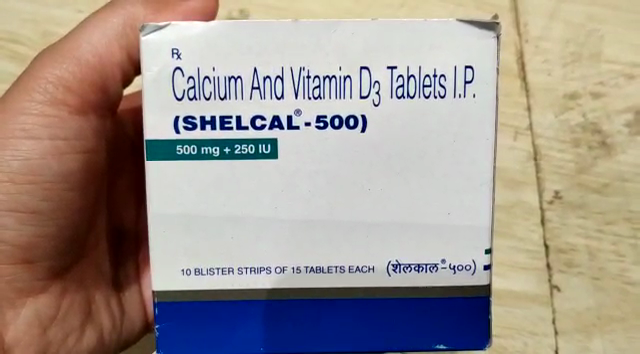 Rx
Calcium And Vitamin D3 Tablets I.P.
(SHELCAL®-500)
500 mg + 250 IU
10 BLISTER STRIPS OF 15 TABLETS EACH (शेलकाल®-५००)